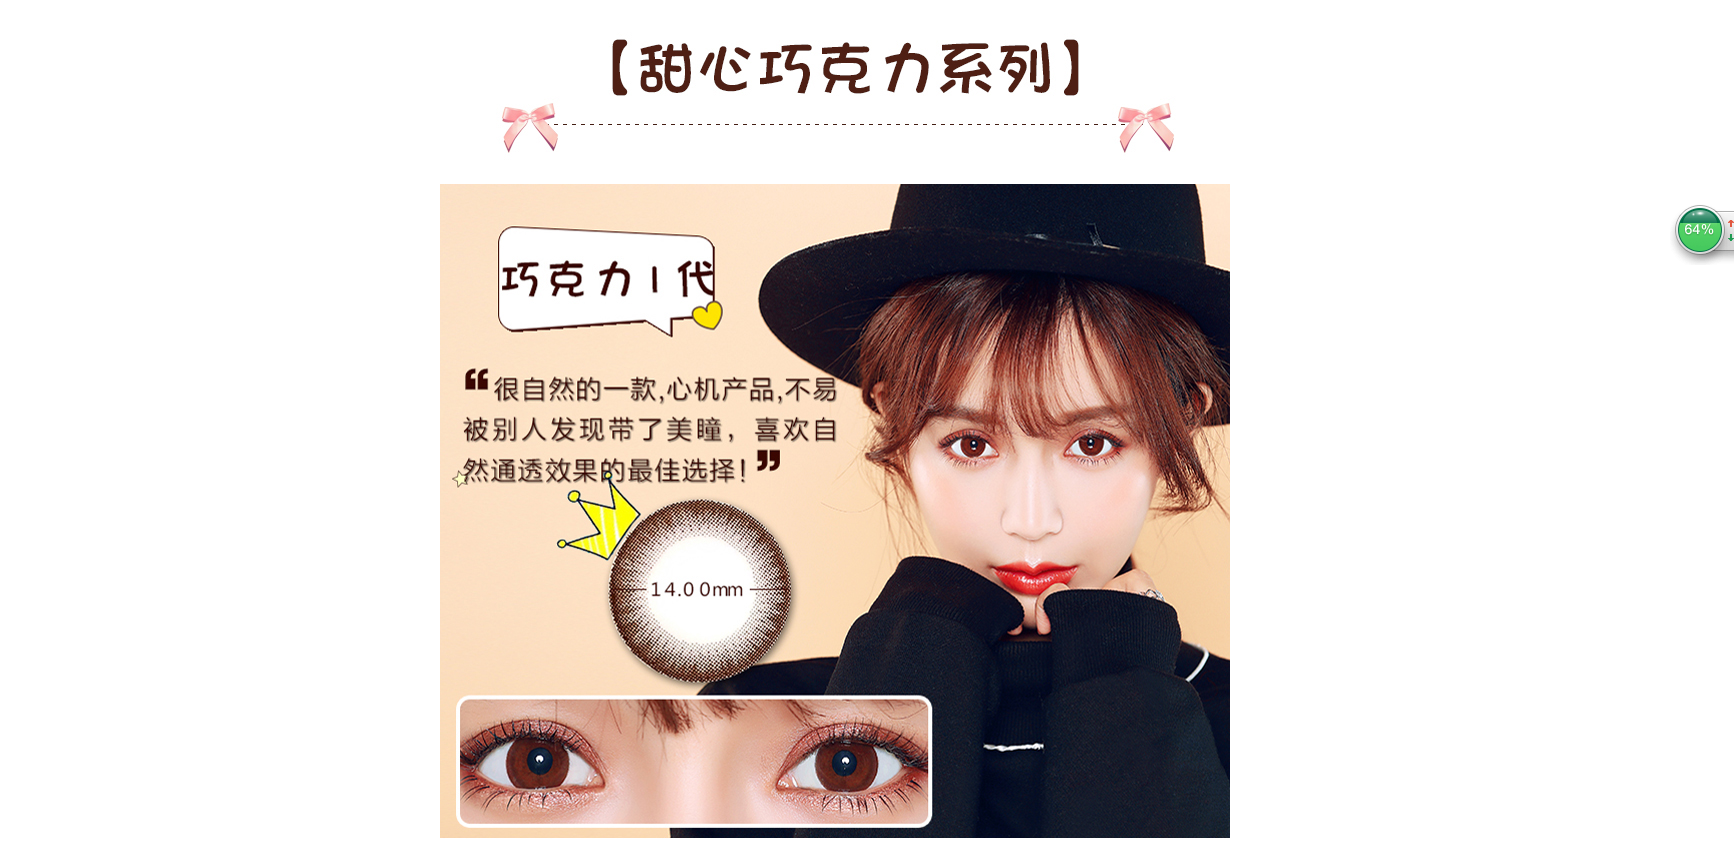 【甜心巧克力系列】
巧克力1代
“很自然的一款,心机产品,不易
被别人发现带了美瞳，喜欢自
然通透效果的最佳选择！”
14.00mm
64%